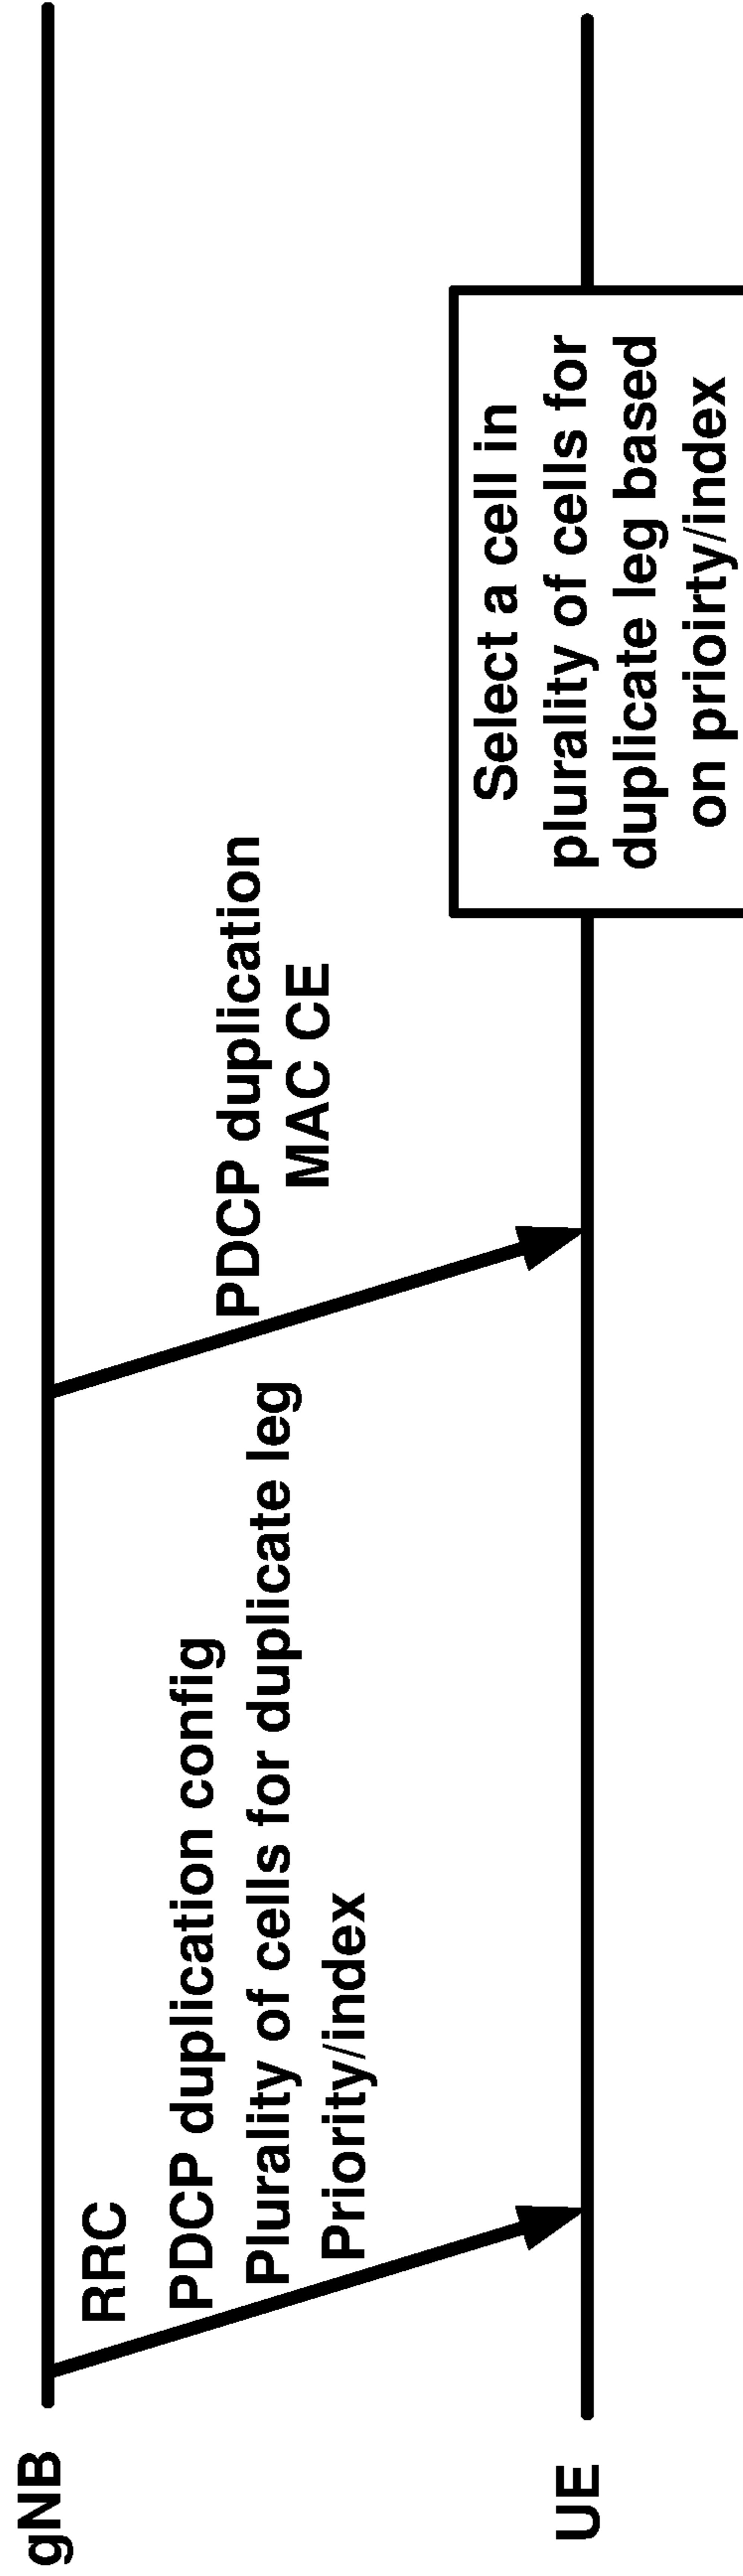 gNB
RRC
PDCP duplication config
Plurality of cells for duplicate leg
Priority/index
PDCP duplication
MAC CE
UE
Select a cell in
plurality of cells for
duplicate leg based
on prioirty/index